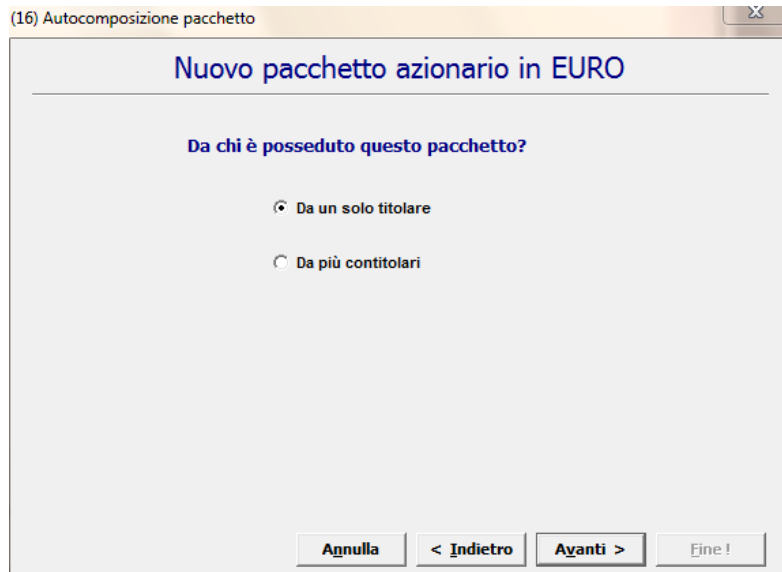 (16) Autocomposizione pacchetto
Nuovo pacchetto azionario in EURO
Da chi è posseduto questo pacchetto?
Da un solo titolare
Da più contitolari
Annulla < Indietro Avanti > Fine !